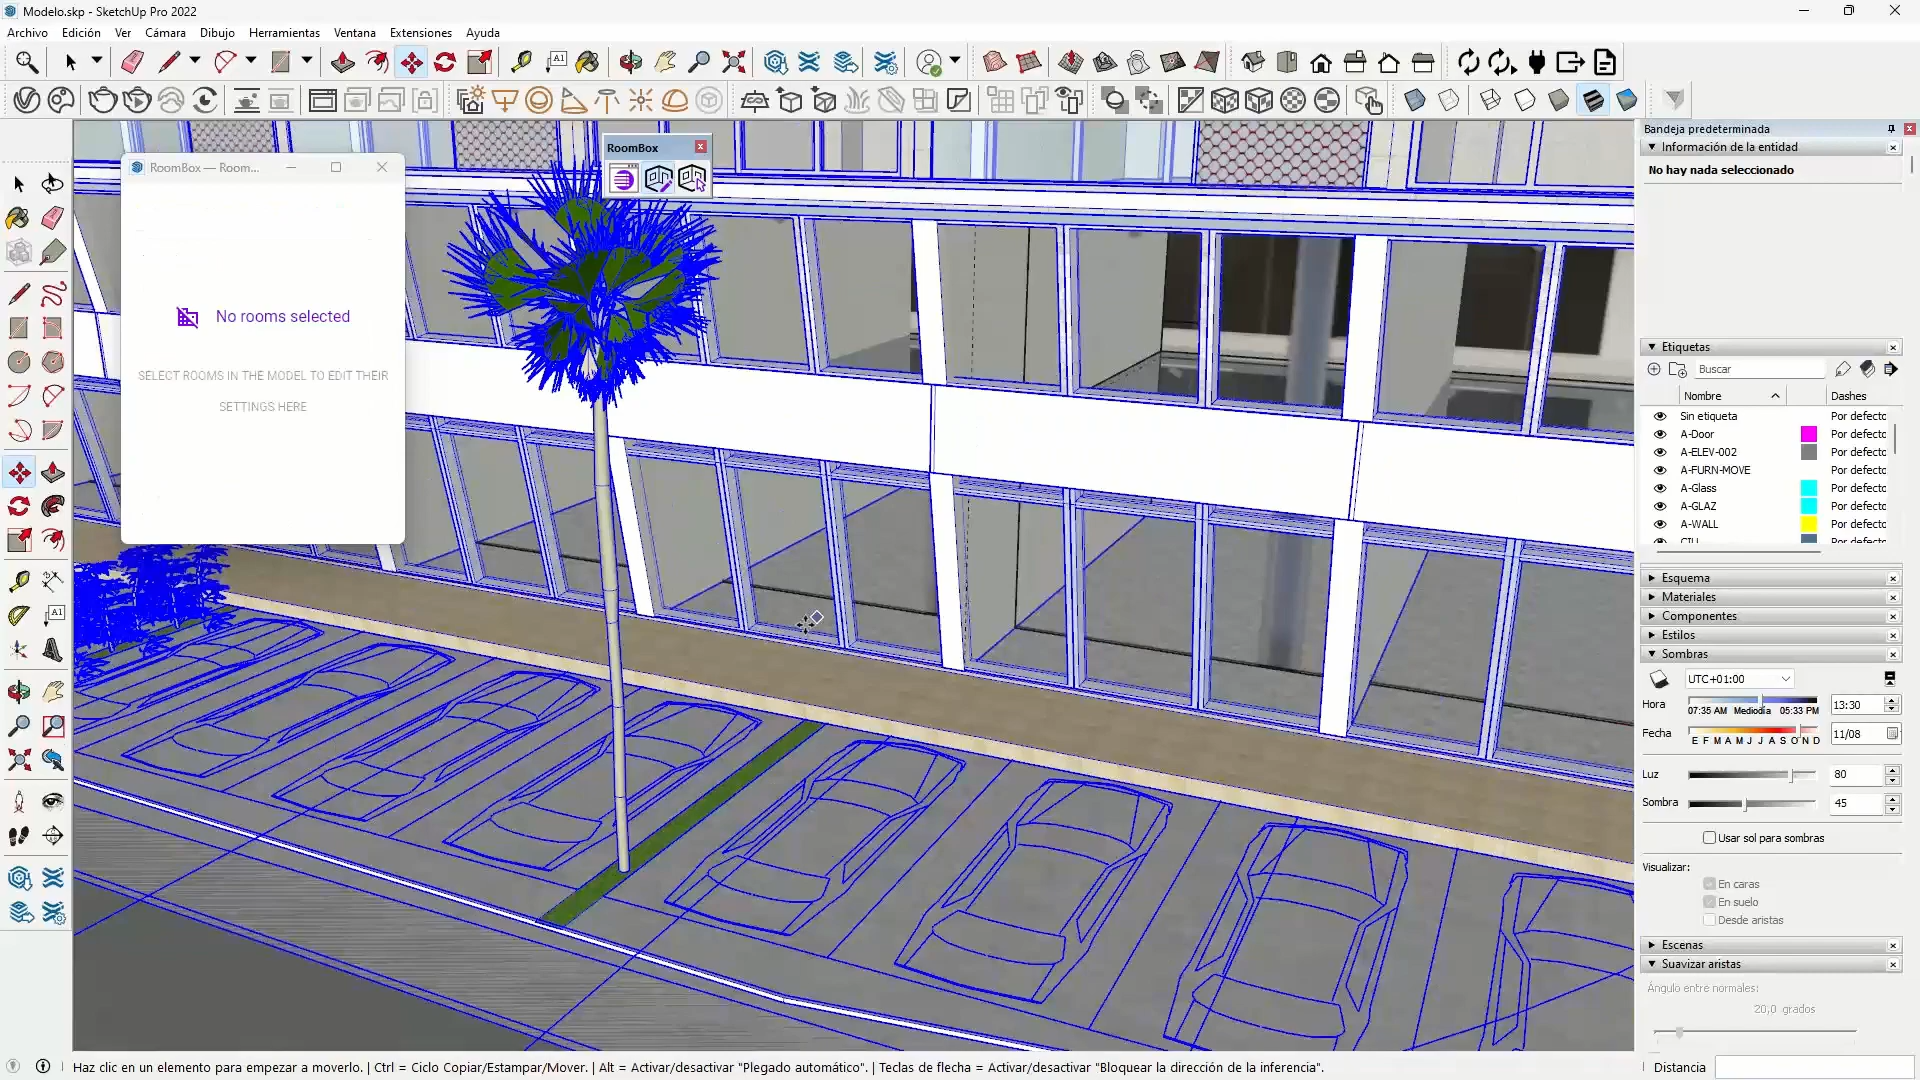 Modelo.skp - SketchUp Pro 2022
Archivo Edición Ver Cámara Dibujo Herramientas Ventana Extensiones Ayuda
A1
Bandeja predeterminada
Información de la entidad
No hay nada seleccionado
RoomBox
RoomBox — Room...
No rooms selected
SELECT ROOMS IN THE MODEL TO EDIT THEIR
SETTINGS HERE
A1
Etiquetas
Buscar
Nombre Dashes
Sin etiqueta Por defecto
A-Door Por defecto
A-ELEV-002 Por defecto
A-FURN-MOVE Por defecto
A-Glass Por defecto
A-GLAZ Por defecto
A-WALL Por defecto
Esquema
Materiales
Componentes
Estilos
Sombras
UTC+01:00
Hora 13:30
07:35 AM Mediodía 05:33 PM
Fecha 11/08
E F M A M J J A S O N D
Luz 80
Sombra 45
Usar sol para sombras
Visualizar:
En caras
En suelo
Desde aristas
Escenas
Suavizar aristas
Ángulo entre normales:
20,0 grados
Haz clic en un elemento para empezar a moverlo. | Ctrl = Ciclo Copiar/Estampar/Mover. | Alt = Activar/desactivar "Plegado automático". | Teclas de flecha = Activar/desactivar "Bloquear la dirección de la inferencia".
Distancia